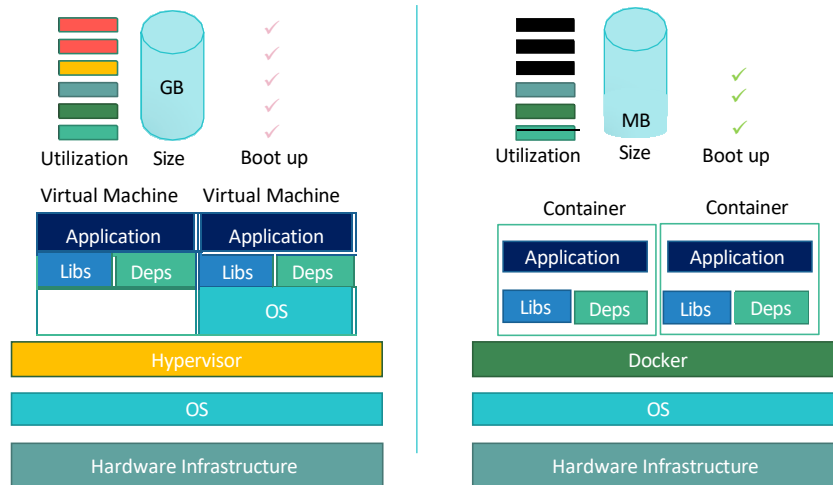 GB
Utilization Size Boot up
Virtual Machine Virtual Machine
Application Application
Libs Deps Libs Deps
OS
Hypervisor
OS
Hardware Infrastructure
MB
Utilization Size Boot up
Container Container
Application Application
Libs Deps Libs Deps
Docker
OS
Hardware Infrastructure